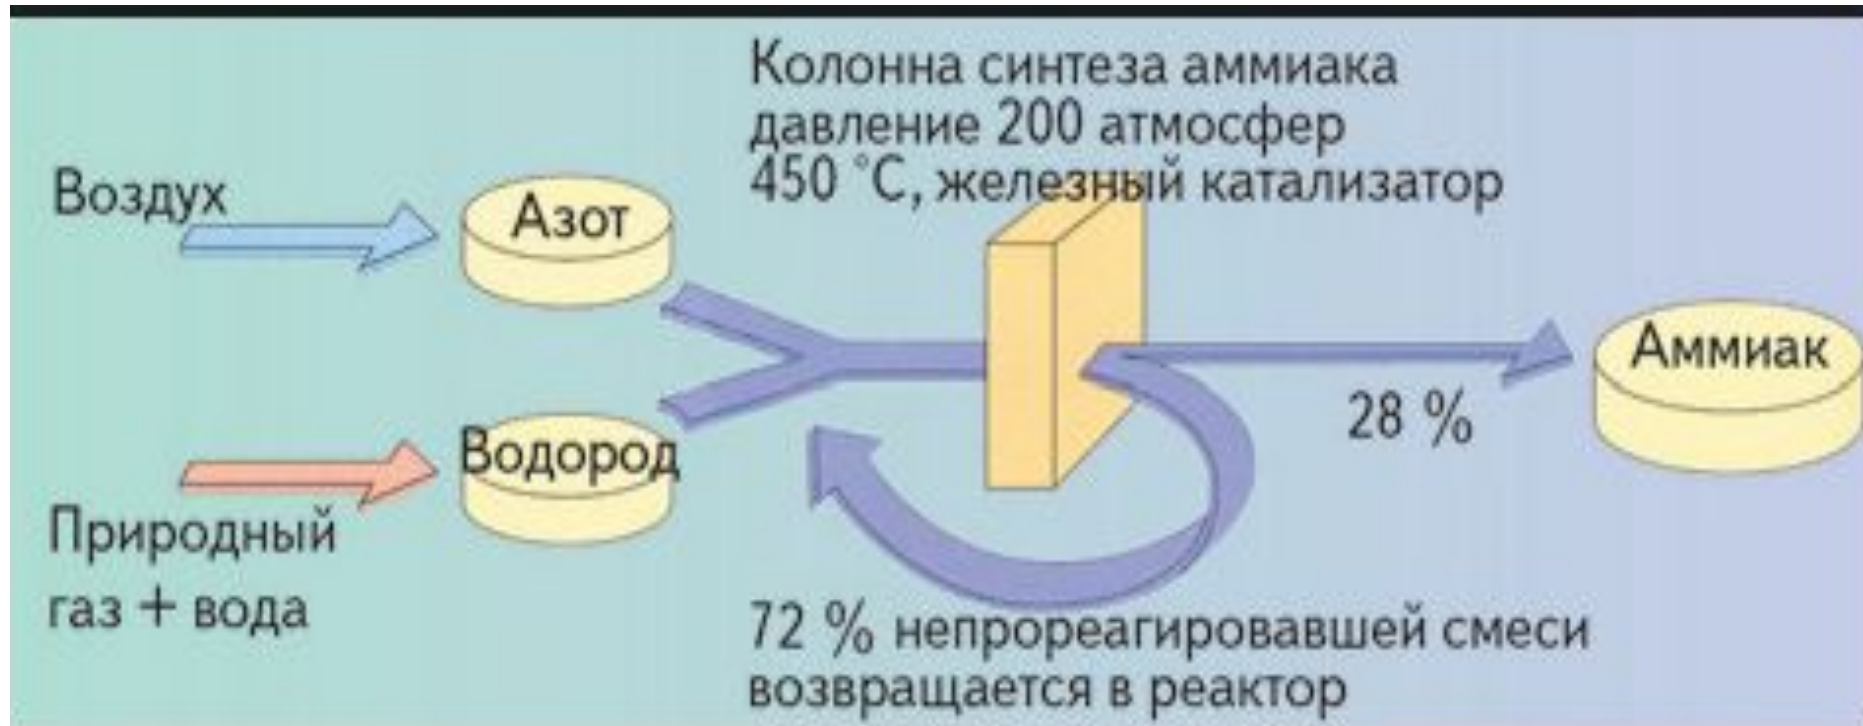 Колонна синтеза аммиака
давление 200 атмосфер
450 °C, железный катализатор
Воздух
Азот
Аммиак
28 %
Водород
Природный
газ + вода
72 % непрореагировавшей смеси
возвращается в реактор